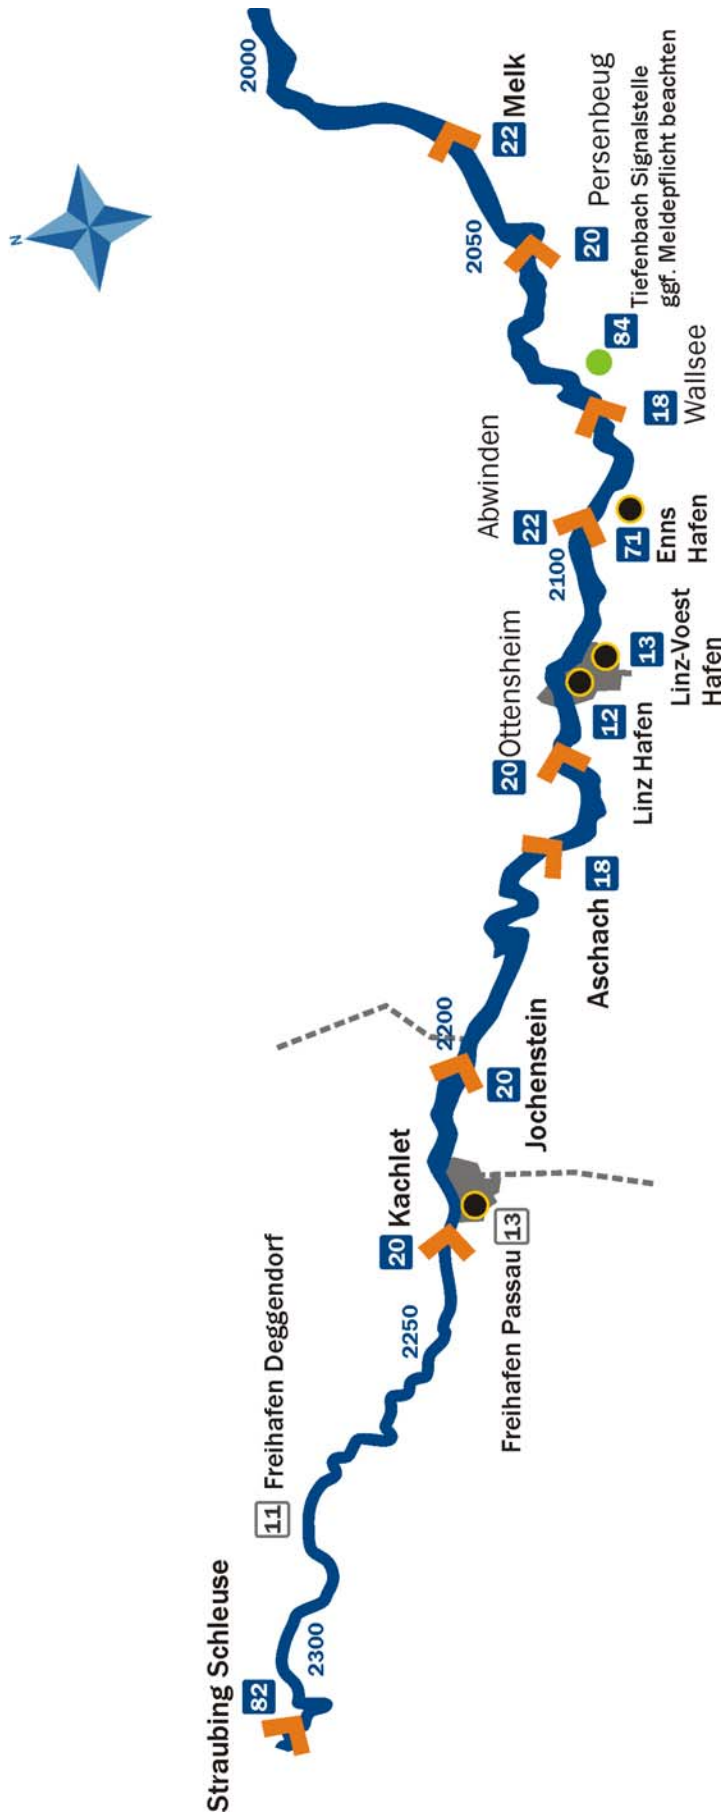 N
Straubing Schleuse
82
2300
11 Freihafen Deggendorf
2250
20 Kachlet
Freihafen Passau 13
2200
20
Jochenstein
Aschach 18
20 Ottensheim
12
Linz Hafen
13
Linz-Voest
Hafen
2100
22
Abwinden
71
Enns
Hafen
18
Wallsee
84
Tiefenbach Signalstelle
ggf. Meldepflicht beachten
2050
20 Persenbeug
22 Melk
2000